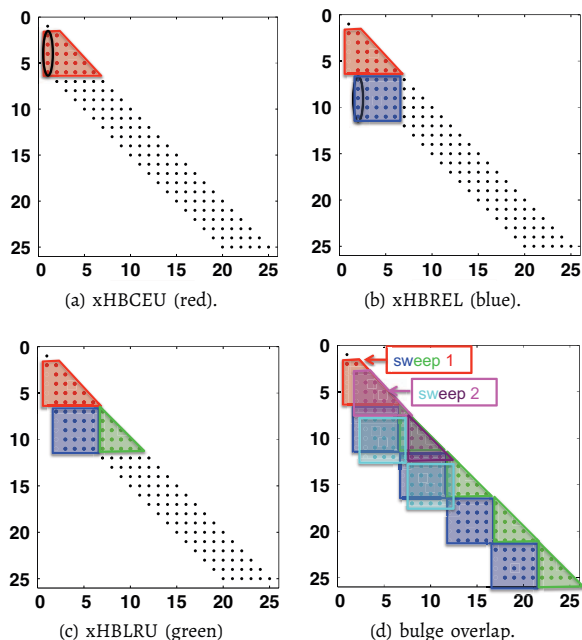 0
5
10
15
20
25
0 5 10 15 20 25
(a) xHBCEU (red).
0
5
10
15
20
25
0 5 10 15 20 25
(b) xHBREL (blue).
0
5
10
15
20
25
0 5 10 15 20 25
(c) xHBLRU (green)
0
5
10
15
20
25
sweep 1
sweep 2
0 5 10 15 20 25
(d) bulge overlap.